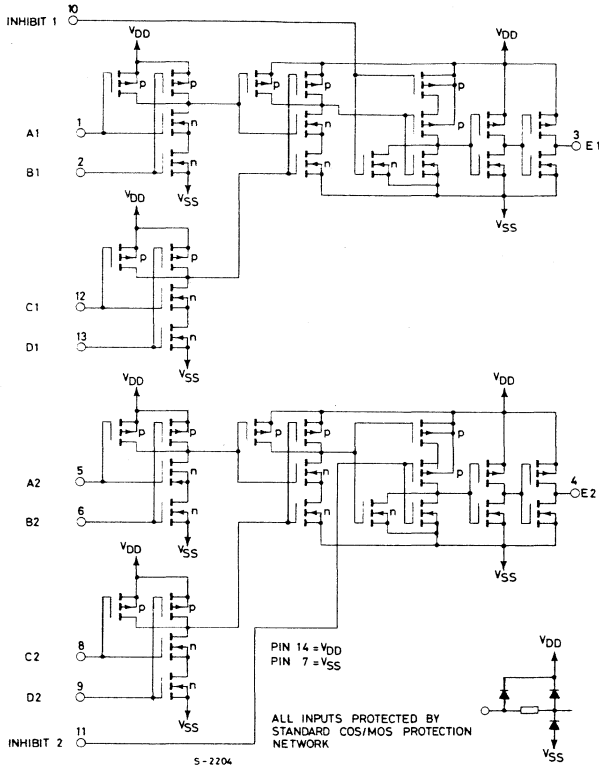 10
INHIBIT 1
VDD
VDD
p
p
p
p
p
A1
1
n
n
p
3
E1
B1
2
n
n
n
VSS
VSS
VDD
p
p
C1
12
n
D1
13
n
VSS
VDD
VDD
p
p
p
p
p
A2
5
n
n
p
4
E2
B2
6
n
n
n
VSS
VSS
VDD
p
p
C2
8
n
PIN 14 = VDD
PIN 7 = VSS
D2
9
n
VDD
VSS
11
INHIBIT 2
ALL INPUTS PROTECTED BY
STANDARD COS/MOS PROTECTION
NETWORK
VSS
S-2204